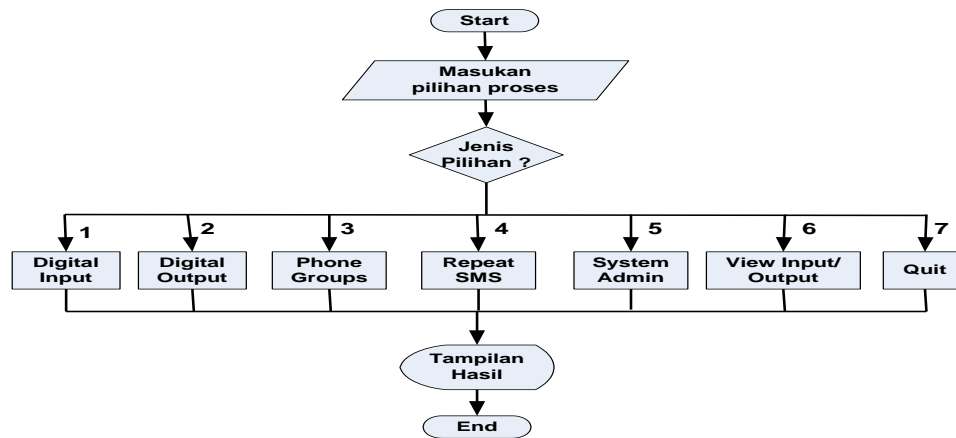 Start
Masukan
pilihan proses
Jenis
Pilihan ?
1
2
3
4
5
6
7
Digital
Input
Digital
Output
Phone
Groups
Repeat
SMS
System
Admin
View Input/
Output
Quit
Tampilan
Hasil
End